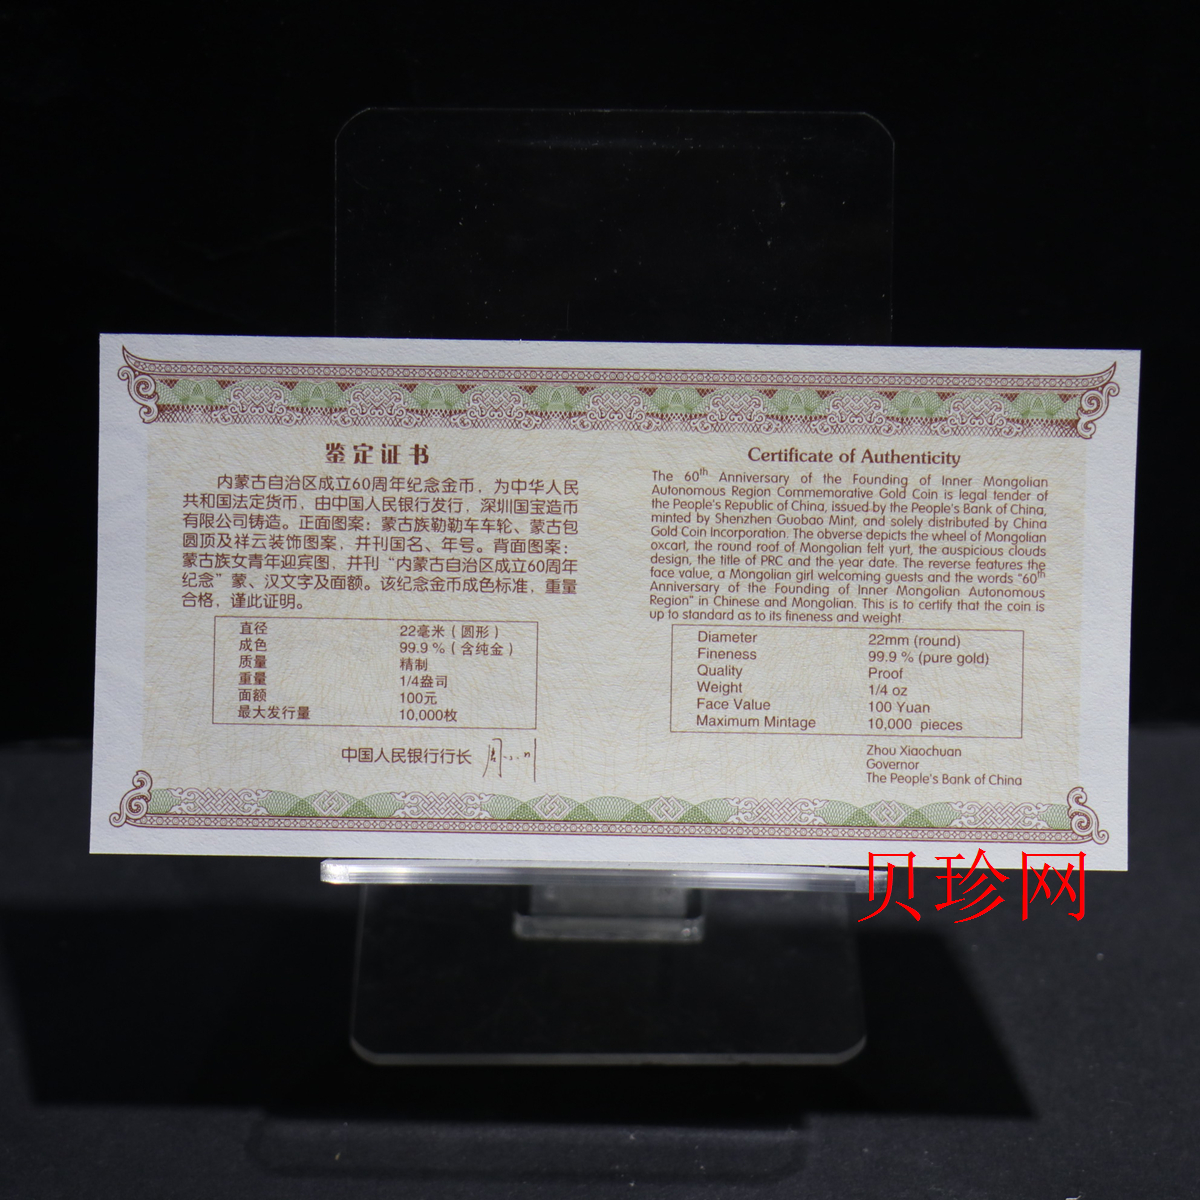 鉴定证书
内蒙古自治区成立60周年纪念金币，为中华人民
共和国法定货币，由中国人民银行发行，深圳国宝造币
有限公司铸造。正面图案：蒙古族勒勒车车轮、蒙古包
圆顶及祥云装饰图案，并刊国名、年号。背面图案：
蒙古族女青年迎宾图，并刊“内蒙古自治区成立60周年
纪念”蒙、汉文字及面额。该纪念金币成色标准，重量
合格，谨此证明。
直径 22毫米（圆形）
成色 99.9％（含纯金）
质量 精制
重量 1/4盎司
面额 100元
最大发行量 10,000枚
中国人民银行行长
Certificate of Authenticity
The 60th Anniversary of the Founding of Inner Mongolian
Autonomous Region Commemorative Gold Coin is legal tender of
the People's Republic of China, issued by the People's Bank of China,
minted by Shenzhen Guobao Mint, and solely distributed by China
Gold Coin Incorporation. The obverse depicts the wheel of Mongolian
oxcart, the round roof of Mongolian felt yurt, the auspicious clouds
design, the title of PRC and the year date. The reverse features the
face value, a Mongolian girl welcoming guests and the words "60th
Anniversary of the Founding of Inner Mongolian Autonomous
Region" in Chinese and Mongolian. This is to certify that the coin is
up to standard as to its fineness and weight
Diameter 22mm (round)
Fineness 99.9 % (pure gold)
Quality Proof
Weight 1/4 oz
Face Value 100 Yuan
Maximum Mintage 10,000 pieces
Zhou Xiaochuan
Governor
The People's Bank of China
贝珍网